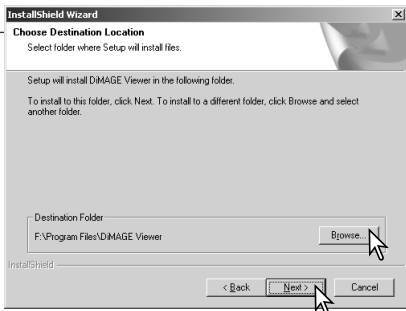 InstallShield Wizard
Choose Destination Location
Select folder where Setup will install files.
Setup will install DiMAGE Viewer in the following folder.
To install to this folder, click Next. To install to a different folder, click Browse and select
another folder.
Destination Folder
F:\Program Files\DiMAGE Viewer
Browse...
InstallShield
< Back
Next >
Cancel